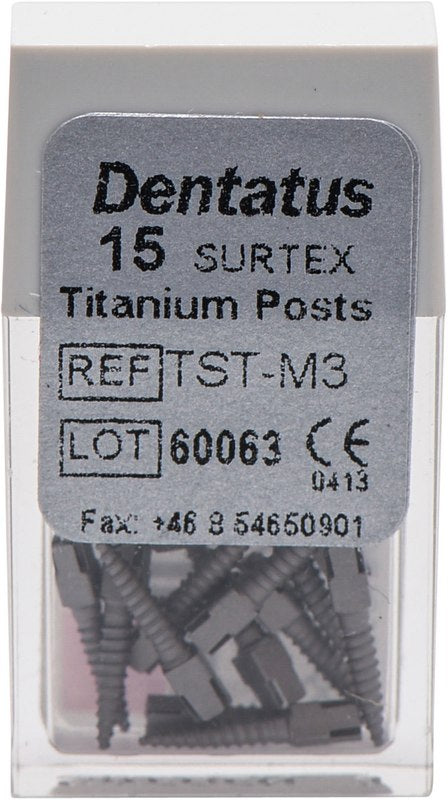 Dentatus
15 SURTEX
Titanium Posts
REF TST-M3
LOT 60063 CE
0413
Fax: +46 8 54650901